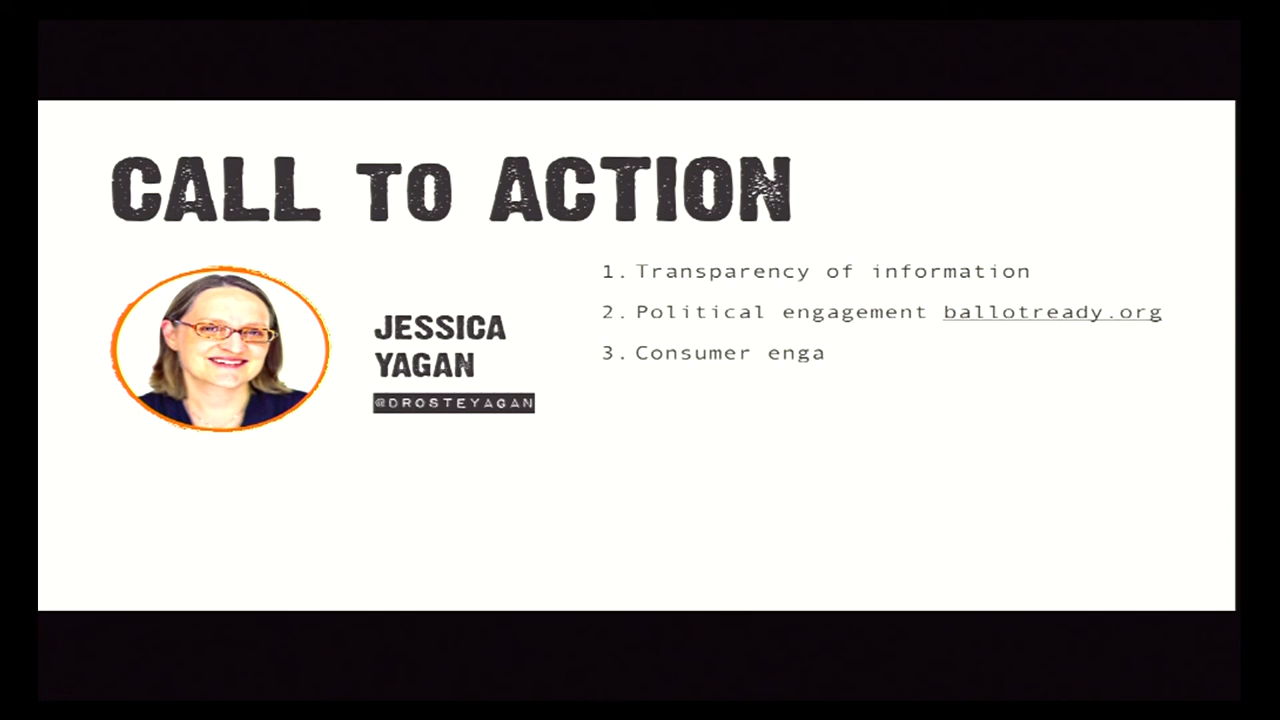 CALL TO ACTION
JESSICA
YAGAN
@DROSTEYAGAN
1. Transparency of information
2. Political engagement ballotready.org
3. Consumer enga